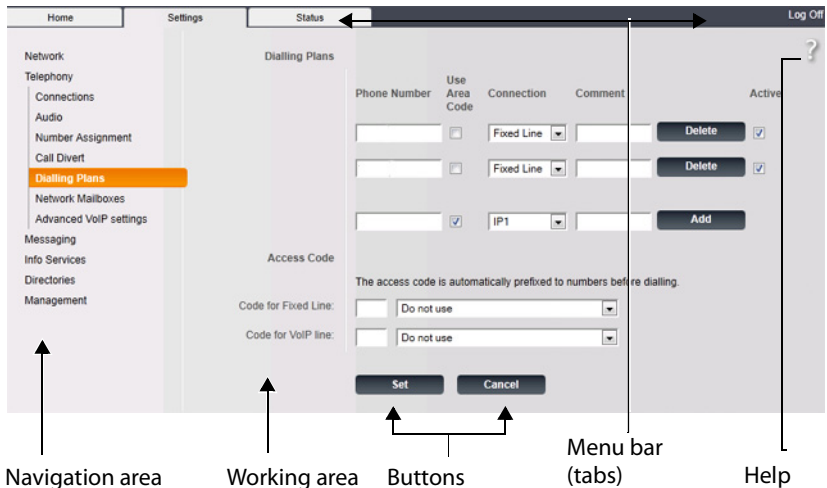 Home Settings Status Log Off
?
Network
Telephony
Connections
Audio
Number Assignment
Call Divert
Dialling Plans
Network Mailboxes
Advanced VoIP settings
Messaging
Info Services
Directories
Management
Dialling Plans
Phone Number Use Area Code Connection Comment Active
Fixed Line Delete
Fixed Line Delete
IP1 Add
Access Code
The access code is automatically prefixed to numbers before dialling.
Code for Fixed Line: Do not use
Code for VoIP line: Do not use
Set Cancel
Navigation area Working area Buttons Menu bar (tabs) Help